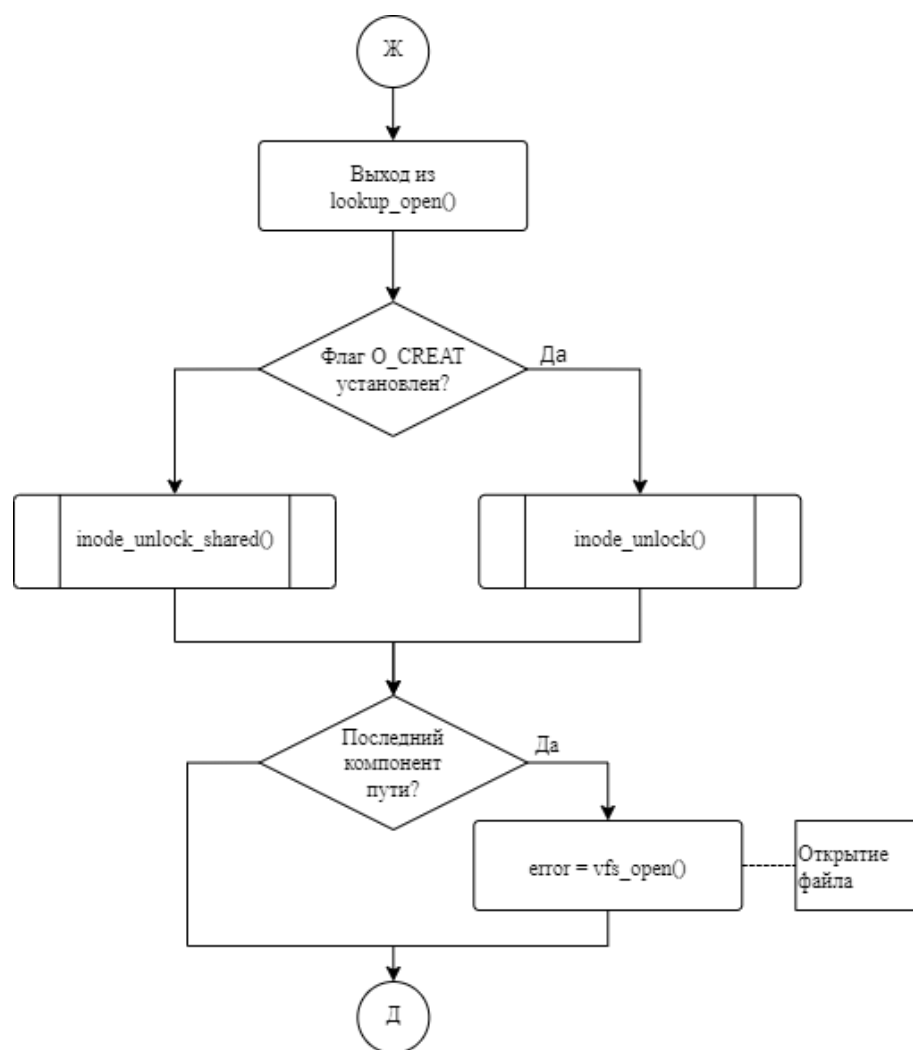 Ж
Выход из
lookup_open()
Флаг O_CREAT
установлен?
Да
inode_unlock_shared()
inode_unlock()
Последний
компонент
пути?
Да
error = vfs_open()
Открытие
файла
Д